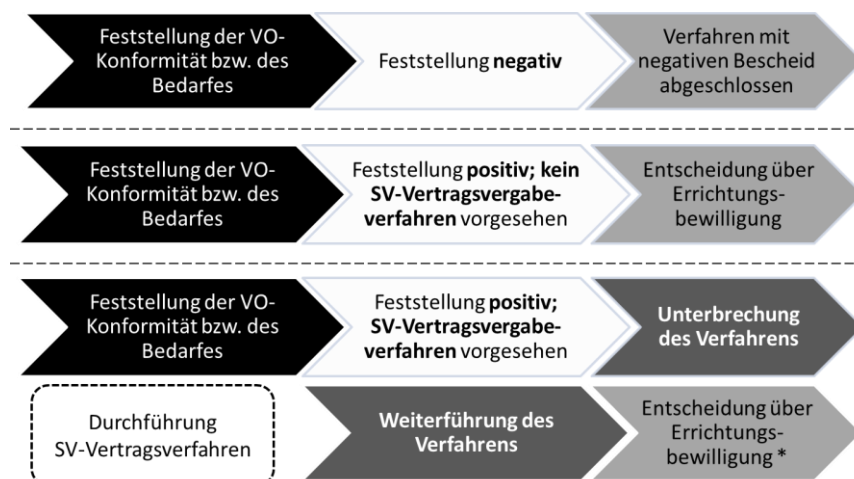 Feststellung der VO-
Konformität bzw. des
Bedarfes
Feststellung negativ
Verfahren mit
negativen Bescheid
abgeschlossen
Feststellung der VO-
Konformität bzw. des
Bedarfes
Feststellung positiv; kein
SV-Vertragsvergabe-
verfahren vorgesehen
Entscheidung über
Errichtungs-
bewilligung
Feststellung der VO-
Konformität bzw. des
Bedarfes
Feststellung positiv;
SV-Vertragsvergabe-
verfahren vorgesehen
Unterbrechung
des Verfahrens
Durchführung
SV-Vertragsverfahren
Weiterführung des
Verfahrens
Entscheidung über
Errichtungs-
bewilligung *